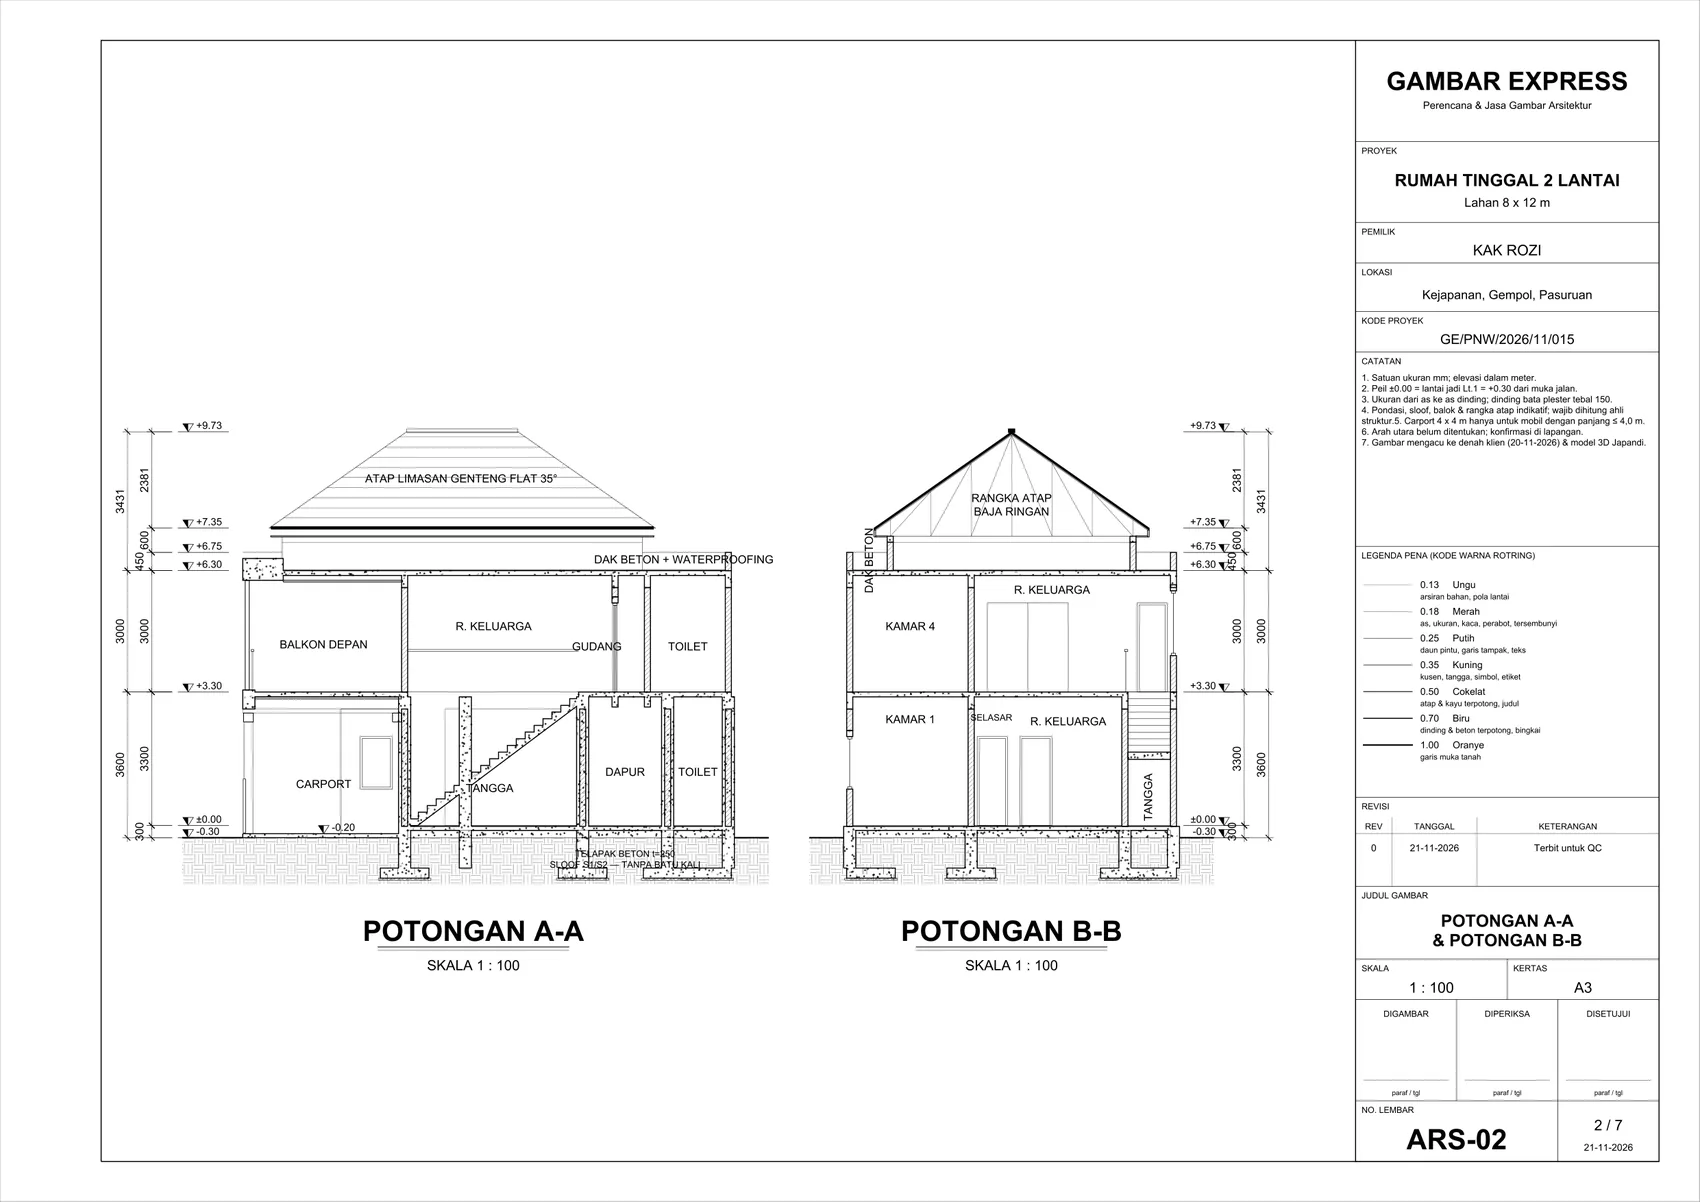 +9.73
2381
3431
+7.35
600
+6.75
450
+6.30
3000
3000
+3.30
3600
3300
300
±0.00
-0.30
ATAP LIMASAN GENTENG FLAT 35°
DAK BETON + WATERPROOFING
BALKON DEPAN
R. KELUARGA
GUDANG
TOILET
CARPORT
TANGGA
DAPUR
TOILET
-0.20
TELAPAK BETON t=250
SLOOF S1/S2 — TANPA BATU KALI
POTONGAN A-A
SKALA 1 : 100
RANGKA ATAP
BAJA RINGAN
DAK BETON
R. KELUARGA
KAMAR 4
KAMAR 1
SELASAR
R. KELUARGA
TANGGA
+9.73
2381
3431
+7.35
600
+6.75
450
+6.30
3000
3000
+3.30
3300
3600
±0.00
-0.30
300
POTONGAN B-B
SKALA 1 : 100
GAMBAR EXPRESS
Perencana & Jasa Gambar Arsitektur
PROYEK
RUMAH TINGGAL 2 LANTAI
Lahan 8 x 12 m
PEMILIK
KAK ROZI
LOKASI
Kejapanan, Gempol, Pasuruan
KODE PROYEK
GE/PNW/2026/11/015
CATATAN
1. Satuan ukuran mm; elevasi dalam meter.
2. Peil ±0.00 = lantai jadi Lt.1 = +0.30 dari muka jalan.
3. Ukuran dari as ke as dinding; dinding bata plester tebal 150.
4. Pondasi, sloof, balok & rangka atap indikatif; wajib dihitung ahli
struktur.5. Carport 4 x 4 m hanya untuk mobil dengan panjang ≤ 4,0 m.
6. Arah utara belum ditentukan; konfirmasi di lapangan.
7. Gambar mengacu ke denah klien (20-11-2026) & model 3D Japandi.
LEGENDA PENA (KODE WARNA ROTRING)
0.13 Ungu
arsiran bahan, pola lantai
0.18 Merah
as, ukuran, kaca, perabot, tersembunyi
0.25 Putih
daun pintu, garis tampak, teks
0.35 Kuning
kusen, tangga, simbol, etiket
0.50 Cokelat
atap & kayu terpotong, judul
0.70 Biru
dinding & beton terpotong, bingkai
1.00 Oranye
garis muka tanah
REVISI
REV TANGGAL KETERANGAN
0 21-11-2026 Terbit untuk QC
JUDUL GAMBAR
POTONGAN A-A
& POTONGAN B-B
SKALA KERTAS
1 : 100 A3
DIGAMBAR DIPERIKSA DISETUJUI
paraf / tgl paraf / tgl paraf / tgl
NO. LEMBAR
ARS-02
2 / 7
21-11-2026